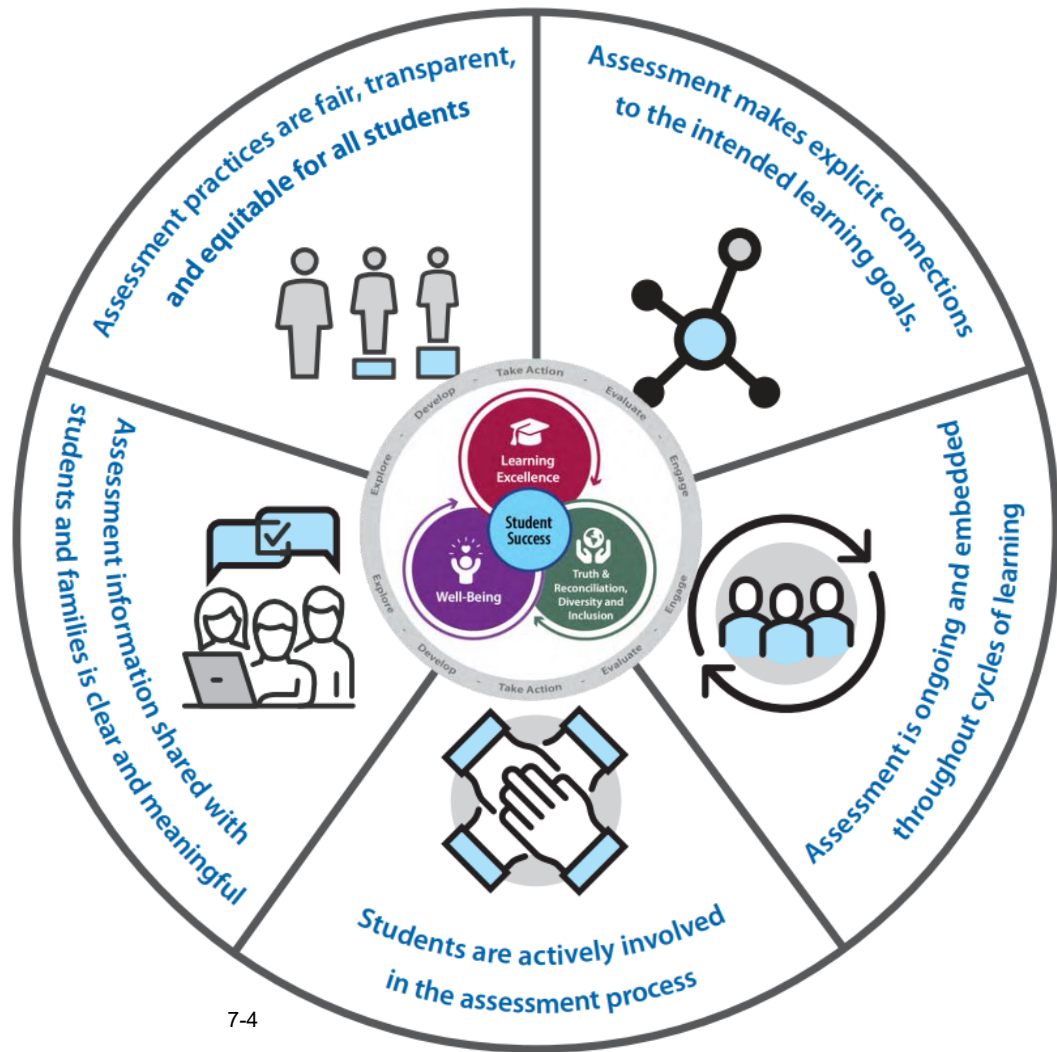 Assessment practices are fair, transparent,
and equitable for all students
Assessment makes explicit connections
to the intended learning goals.
Assessment is ongoing and embedded
throughout cycles of learning
Students are actively involved
in the assessment process
Assessment information shared with
students and families is clear and meaningful
Explore - Develop - Take Action - Evaluate - Engage
Explore - Develop - Take Action - Evaluate - Engage
Learning
Excellence
Student
Success
Well-Being
Truth &
Reconciliation,
Diversity and
Inclusion
7-4